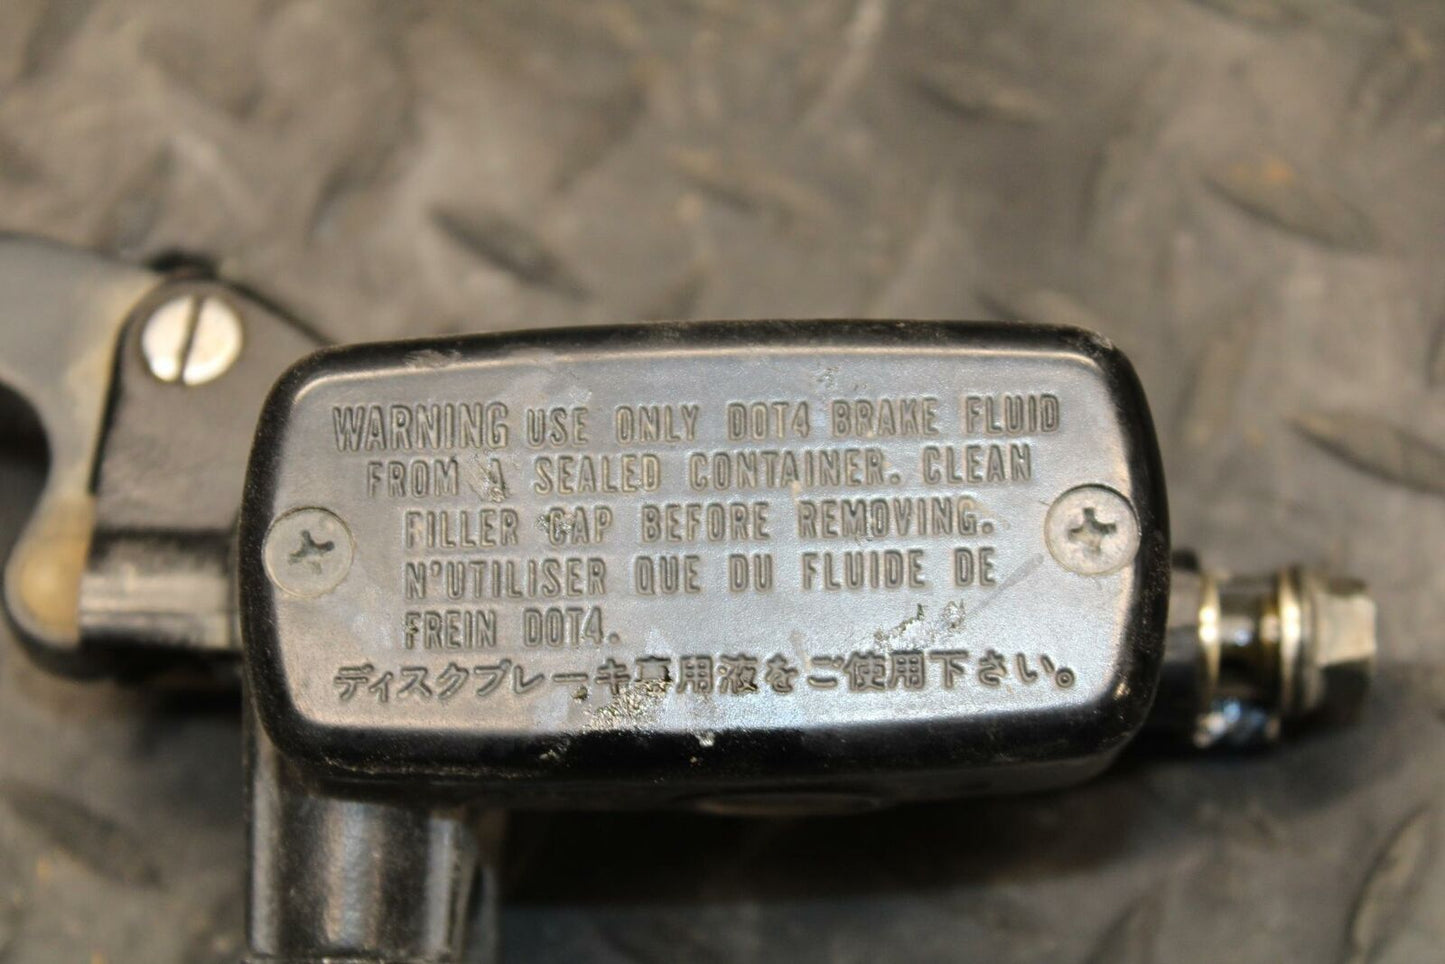 WARNING USE ONLY DOT4 BRAKE FLUID
FROM A SEALED CONTAINER. CLEAN
FILLER CAP BEFORE REMOVING.
N'UTILISER QUE DU FLUIDE DE
FREIN DOT4.
ディスクブレーキ専用液をご使用下さい。